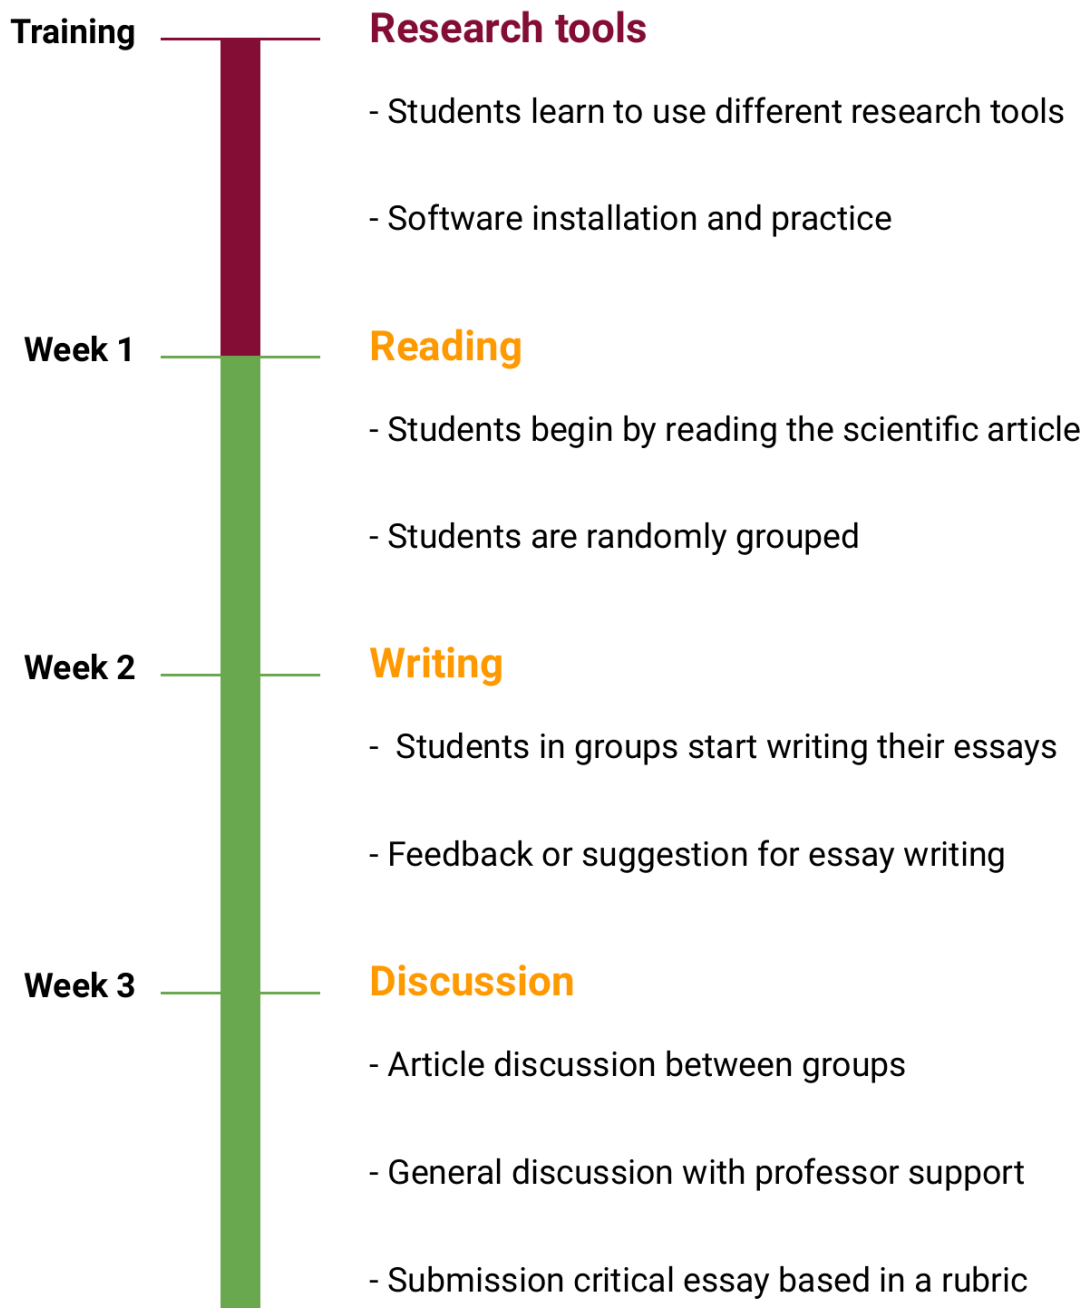 Training
Research tools
- Students learn to use different research tools
- Software installation and practice
Week 1
Reading
- Students begin by reading the scientific article
- Students are randomly grouped
Week 2
Writing
- Students in groups start writing their essays
- Feedback or suggestion for essay writing
Week 3
Discussion
- Article discussion between groups
- General discussion with professor support
- Submission critical essay based in a rubric